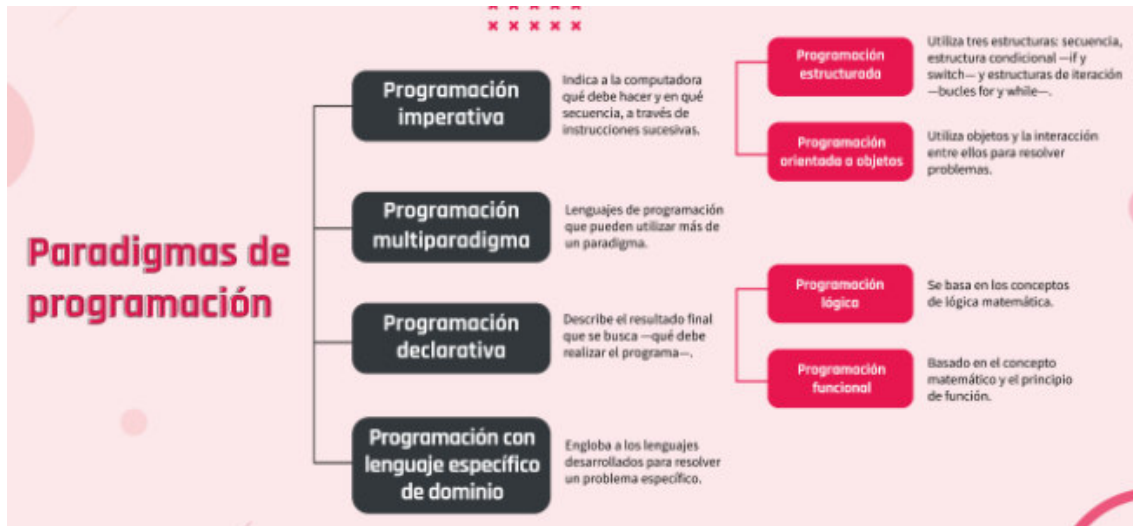 Paradigmas de
programación
Programación
imperativa
Indica a la computadora
qué debe hacer y en qué
secuencia, a través de
instrucciones sucesivas.
Programación
estructurada
Utiliza tres estructuras: secuencia,
estructura condicional —if y
switch— y estructuras de iteración
—bucles for y while—.
Programación
orientada a objetos
Utiliza objetos y la interacción
entre ellos para resolver
problemas.
Programación
multiparadigma
Lenguajes de programación
que pueden utilizar más de
un paradigma.
Programación
declarativa
Describe el resultado final
que se busca —qué debe
realizar el programa—.
Programación
lógica
Se basa en los conceptos
de lógica matemática.
Programación
funcional
Basado en el concepto
matemático y el principio
de función.
Programación con
lenguaje específico
de dominio
Engloba a los lenguajes
desarrollados para resolver
un problema específico.